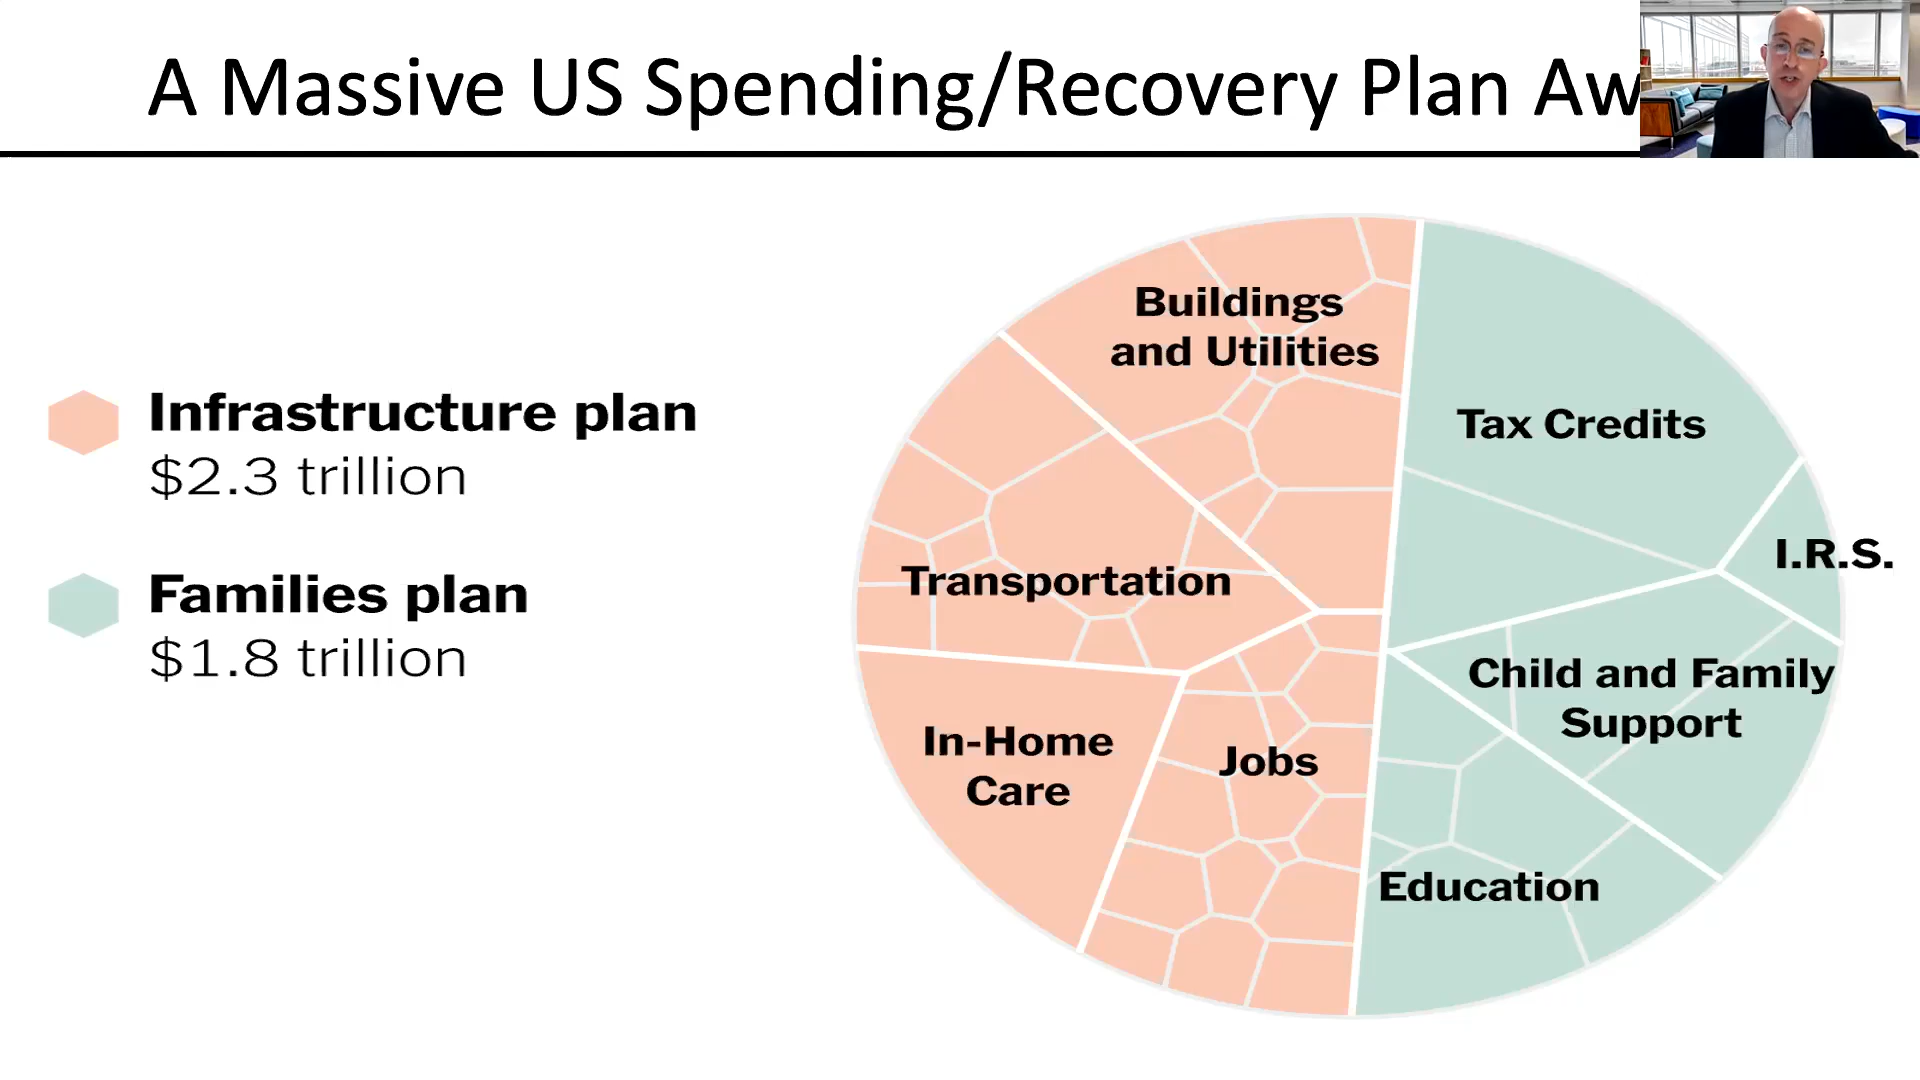 A Massive US Spending/Recovery Plan
Infrastructure plan
$2.3 trillion
Families plan
$1.8 trillion
Buildings
and Utilities
Tax Credits
I.R.S.
Transportation
Child and Family
Support
In-Home
Care
Jobs
Education